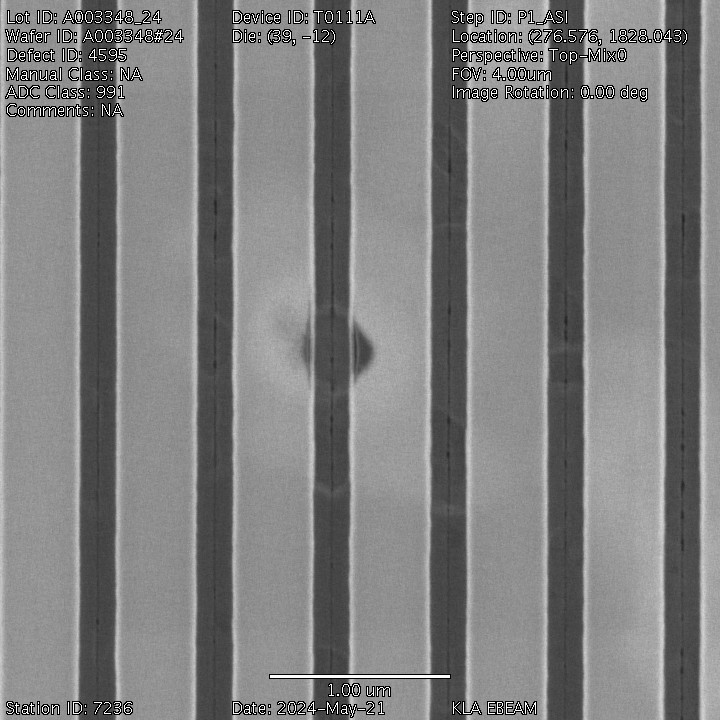 Lot ID: A003348_24
Device ID: T0111A
Step ID: P1_ASI
Wafer ID: A003348#24
Die: (39, -12)
Location: (276.576, 1828.043)
Defect ID: 4595
Perspective: Top-Mix0
Manual Class: NA
FOV: 4.00um
ADC Class: 991
Image Rotation: 0.00 deg
Comments: NA
1.00 um
Station ID: 7236
Date: 2024-May-21
KLA EBEAM